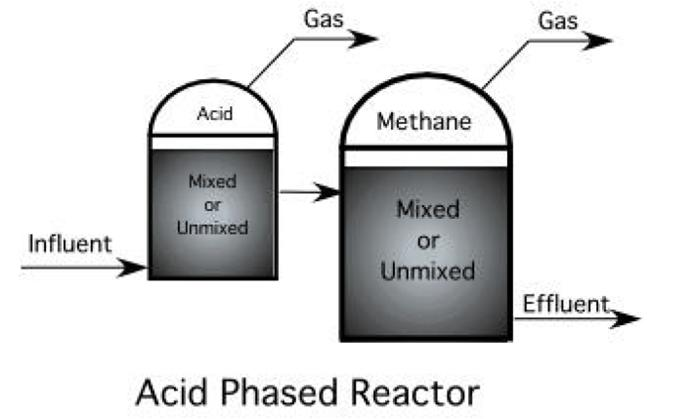 Gas
Gas
Acid
Methane
Mixed
or
Unmixed
Mixed
or
Unmixed
Influent
Effluent
Acid Phased Reactor